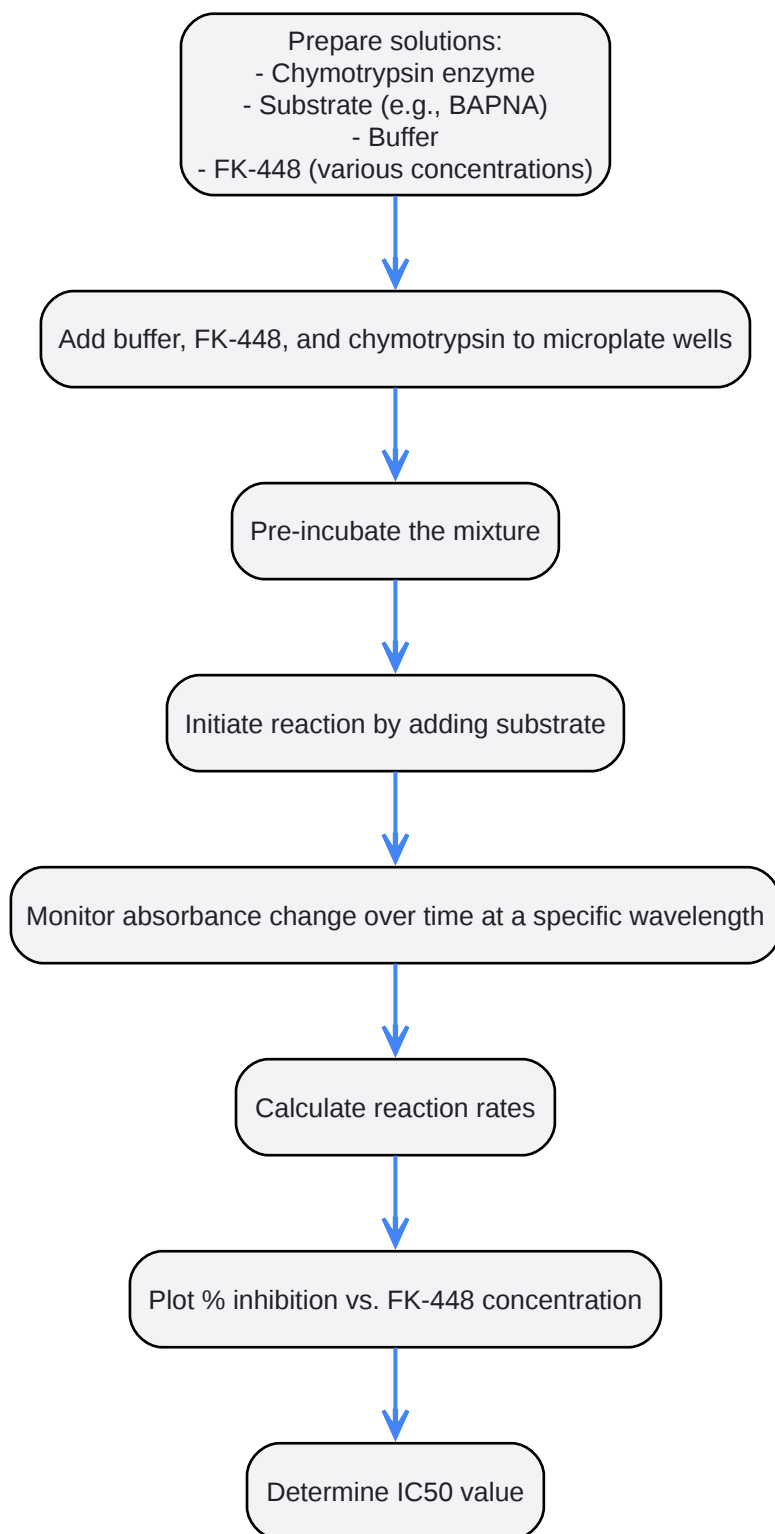 Prepare solutions:
- Chymotrypsin enzyme
- Substrate (e.g., BAPNA)
- Buffer
- FK-448 (various concentrations)
Add buffer, FK-448, and chymotrypsin to microplate wells
Pre-incubate the mixture
Initiate reaction by adding substrate
Monitor absorbance change over time at a specific wavelength
Calculate reaction rates
Plot % inhibition vs. FK-448 concentration
Determine IC50 value